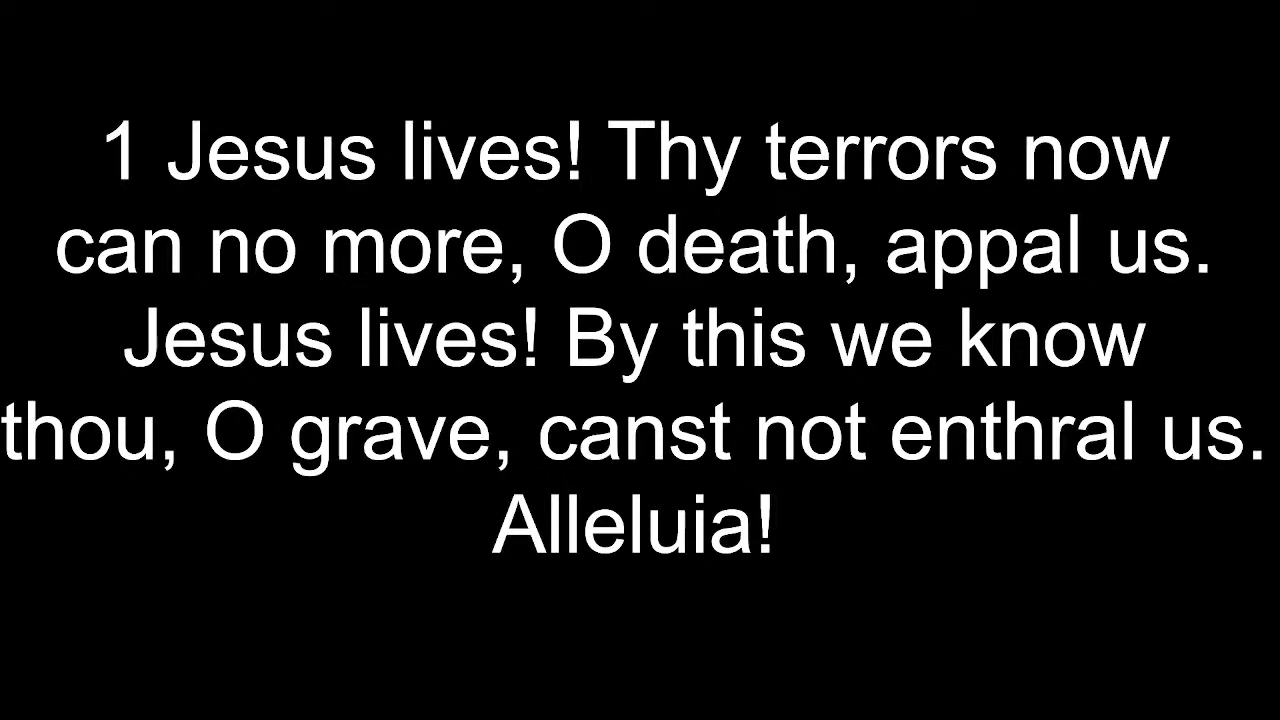 1 Jesus lives! Thy terrors now
can no more, O death, appal us.
Jesus lives! By this we know
thou, O grave, canst not enthral us.
Alleluia!